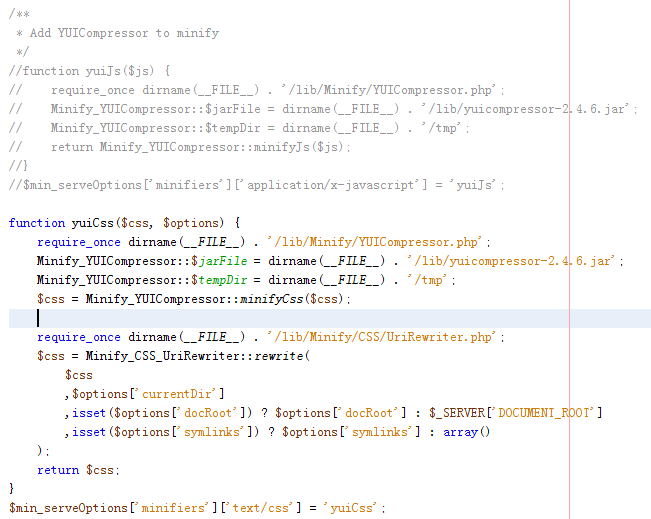 /**
 * Add YUICompressor to minify
 */
//function yuiJs($js) {
//    require_once dirname(__FILE__) . '/lib/Minify/YUICompressor.php';
//    Minify_YUICompressor::$jarFile = dirname(__FILE__) . '/lib/yuicompressor-2.4.6.jar';
//    Minify_YUICompressor::$tempDir = dirname(__FILE__) . '/tmp';
//    return Minify_YUICompressor::minifyJs($js);
//}
//$min_serveOptions['minifiers']['application/x-javascript'] = 'yuiJs';

function yuiCss($css, $options) {
    require_once dirname(__FILE__) . '/lib/Minify/YUICompressor.php';
    Minify_YUICompressor::$jarFile = dirname(__FILE__) . '/lib/yuicompressor-2.4.6.jar';
    Minify_YUICompressor::$tempDir = dirname(__FILE__) . '/tmp';
    $css = Minify_YUICompressor::minifyCss($css);

    require_once dirname(__FILE__) . '/lib/Minify/CSS/UriRewriter.php';
    $css = Minify_CSS_UriRewriter::rewrite(
        $css
        ,$options['currentDir']
        ,isset($options['docRoot']) ? $options['docRoot'] : $_SERVER['DOCUMENT_ROOT']
        ,isset($options['symlinks']) ? $options['symlinks'] : array()
    );
    return $css;
}
$min_serveOptions['minifiers']['text/css'] = 'yuiCss';